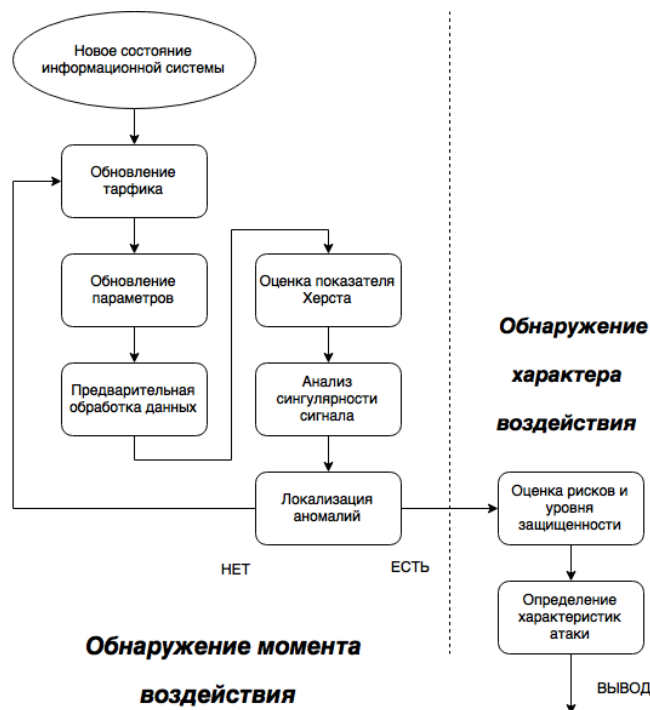 Новое состояние
информационной системы
Обновление
тарфика
Обновление
параметров
Предварительная
обработка данных
Оценка показателя
Херста
Анализ
сингулярности
сигнала
Локализация
аномалий
НЕТ
ЕСТЬ
Обнаружение момента
воздействия
Обнаружение
характера
воздействия
Оценка рисков и
уровня
защищенности
Определение
характеристик
атаки
ВЫВОД